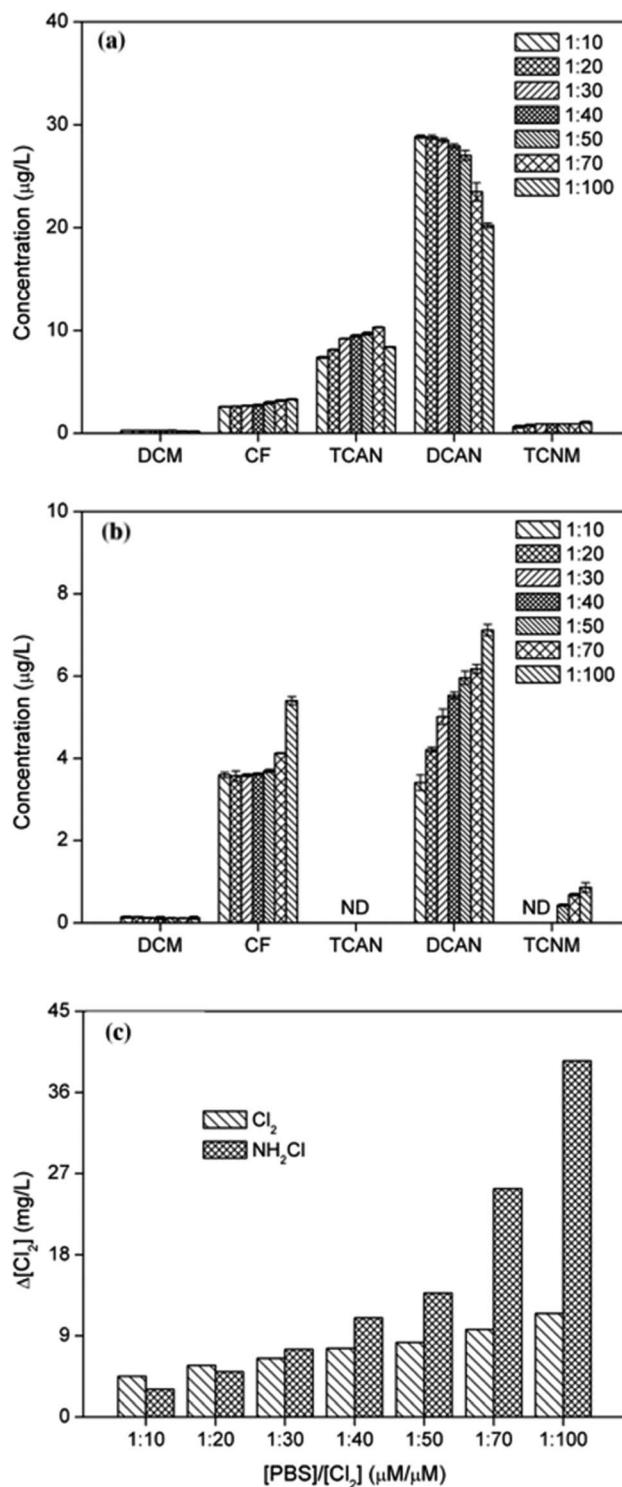 (a)
40
30
20
10
0
Concentration (μg/L)
1:10
1:20
1:30
1:40
1:50
1:70
1:100
DCM CF TCAN DCAN TCNM
(b)
10
8
6
4
2
0
Concentration (μg/L)
1:10
1:20
1:30
1:40
1:50
1:70
1:100
ND ND
DCM CF TCAN DCAN TCNM
(c)
45
36
27
18
9
0
Δ[Cl₂] (mg/L)
Cl₂
NH₂Cl
1:10 1:20 1:30 1:40 1:50 1:70 1:100
[PBS]/[Cl₂] (μM/μM)